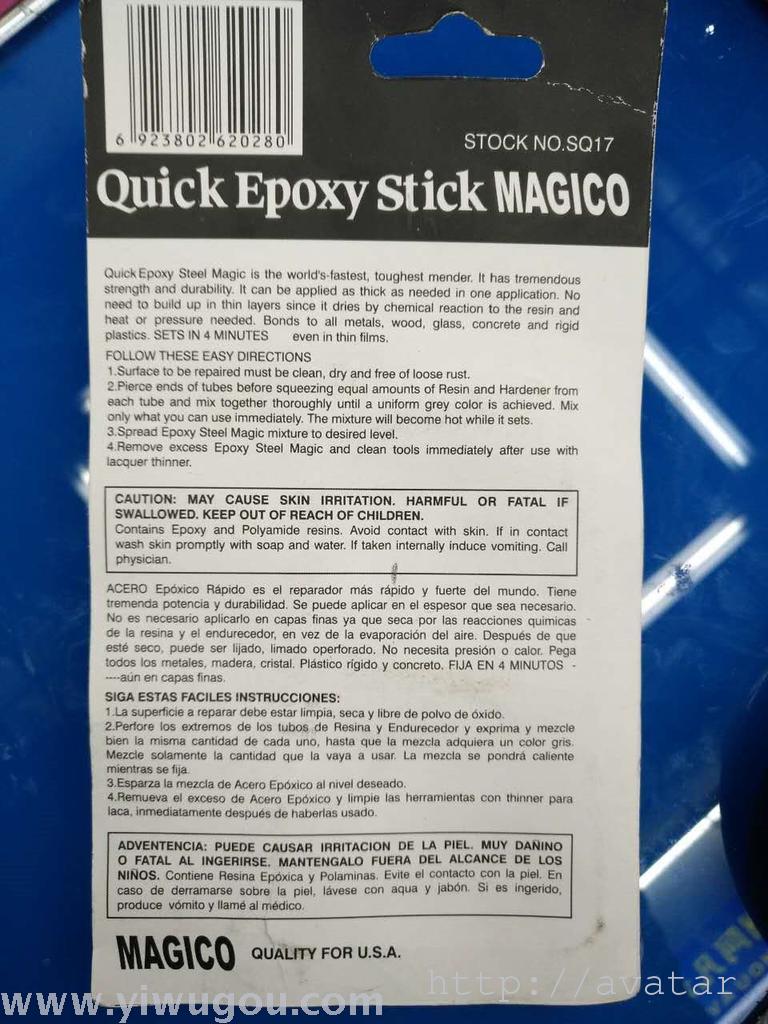 6 923802 620280
STOCK NO.SQ17
Quick Epoxy Stick MAGICO
Quick Epoxy Steel Magic is the world's-fastest, toughest mender. It has tremendous
strength and durability. It can be applied as thick as needed in one application. No
need to build up in thin layers since it dries by chemical reaction to the resin and
heat or pressure needed. Bonds to all metals, wood, glass, concrete and rigid
plastics. SETS IN 4 MINUTES even in thin films.
FOLLOW THESE EASY DIRECTIONS
1.Surface to be repaired must be clean, dry and free of loose rust.
2.Pierce ends of tubes before squeezing equal amounts of Resin and Hardener from
each tube and mix together thoroughly until a uniform grey color is achieved. Mix
only what you can use immediately. The mixture will become hot while it sets.
3.Spread Epoxy Steel Magic mixture to desired level.
4.Remove excess Epoxy Steel Magic and clean tools immediately after use with
lacquer thinner.
CAUTION: MAY CAUSE SKIN IRRITATION. HARMFUL OR FATAL IF
SWALLOWED. KEEP OUT OF REACH OF CHILDREN.
Contains Epoxy and Polyamide resins. Avoid contact with skin. If in contact
wash skin promptly with soap and water. If taken internally induce vomiting. Call
physician.
ACERO Epóxico Rápido es el reparador más rápido y fuerte del mundo. Tiene
tremenda potencia y durabilidad. Se puede aplicar en el espesor que sea necesario.
No es necesario aplicarlo en capas finas ya que seca por las reacciones quimicas
de la resina y el endurecedor, en vez de la evaporación del aire. Después de que
esté seco, puede ser lijado, limado operforado. No necesita presión o calor. Pega
todos los metales, madera, cristal. Plástico rígido y concreto. FIJA EN 4 MINUTOS -
----aún en capas finas.
SIGA ESTAS FACILES INSTRUCCIONES:
1.La superficie a reparar debe estar limpia, seca y libre de polvo de óxido.
2.Perfore los extremos de los tubos de Resina y Endurecedor y exprima y mezcle
bien la misma cantidad de cada uno, hasta que la mezcla adquiera un color gris.
Mezcle solamente la cantidad que la vaya a usar. La mezcla se pondrá caliente
mientras se fija.
3.Esparza la mezcla de Acero Epóxico al nivel deseado.
4.Remueva el exceso de Acero Epóxico y limpie las herramientas con thinner para
laca, inmediatamente después de haberlas usado.
ADVENTENCIA: PUEDE CAUSAR IRRITACION DE LA PIEL. MUY DAÑINO
O FATAL AL INGERIRSE. MANTENGALO FUERA DEL ALCANCE DE LOS
NIÑOS. Contiene Resina Epóxica y Polaminas. Evite el contacto con la piel. En
caso de derramarse sobre la piel, lávese con aqua y jabón. Si es ingerido,
produce vómito y llamé al médico.
MAGICO QUALITY FOR U.S.A.
http://avatar
www.yiwugou.com